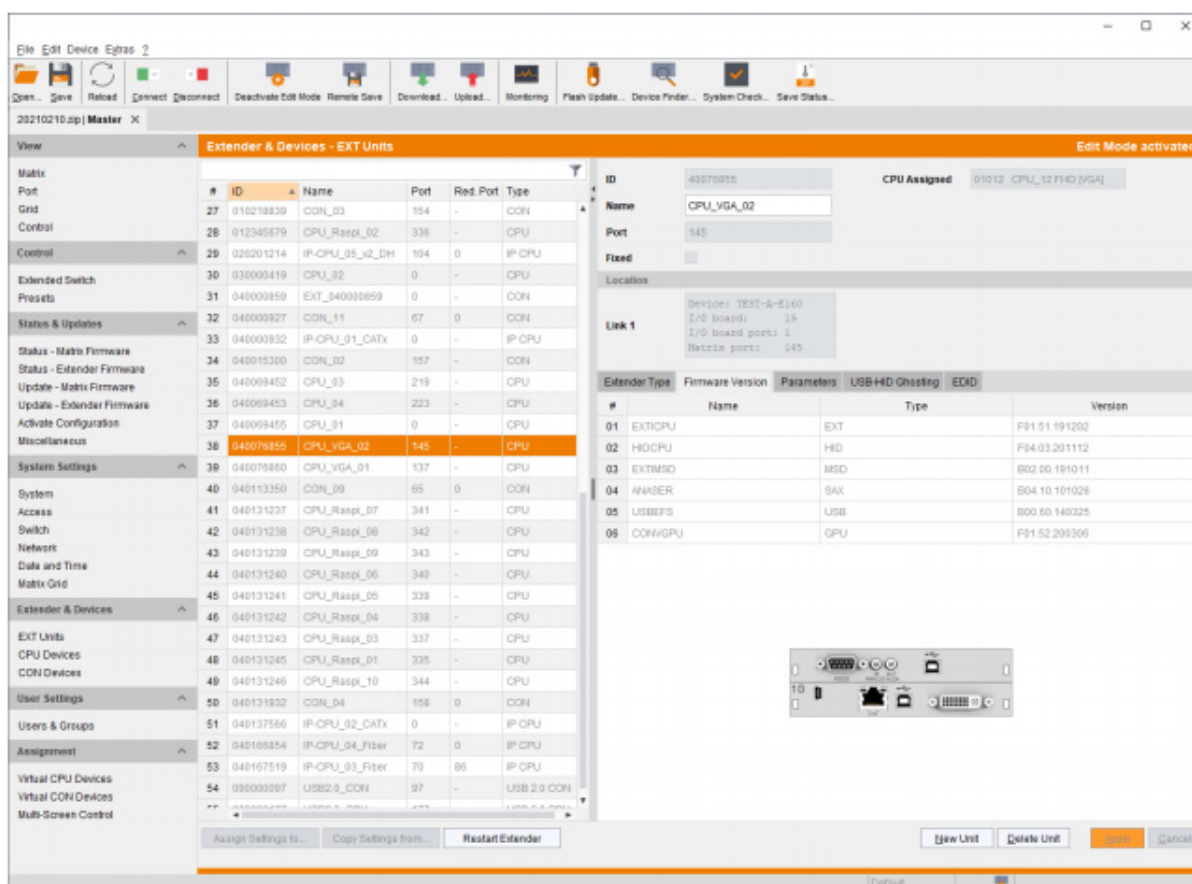 File Edit Device Extras ?
Open... Save Reload Connect Disconnect Deactivate Edit Mode Remote Save Download... Upload... Monitoring Flash Update... Device Finder... System Check... Save Status...
20210210.zip | Master ×
View
Matrix
Port
Grid
Control
Control
Extended Switch
Presets
Status & Updates
Status - Matrix Firmware
Status - Extender Firmware
Update - Matrix Firmware
Update - Extender Firmware
Activate Configuration
Miscellaneous
System Settings
System
Access
Switch
Network
Date and Time
Matrix Grid
Extender & Devices
EXT Units
CPU Devices
CON Devices
User Settings
Users & Groups
Assignment
Virtual CPU Devices
Virtual CON Devices
Multi-Screen Control
Extender & Devices - EXT Units Edit Mode activated
# ID Name Port Red. Port Type
27 010218839 CON_03 154 - CON
28 012345679 CPU_Raspi_02 336 - CPU
29 020201214 IP-CPU_05_v2_DH 104 0 IP CPU
30 030000419 CPU_02 0 - CPU
31 040000859 EXT_040000859 0 - CON
32 040000927 CON_11 67 0 CON
33 040000932 IP-CPU_01_CATx 0 - IP CPU
34 040015300 CON_02 157 - CON
35 040069452 CPU_03 219 - CPU
36 040069453 CPU_04 223 - CPU
37 040069455 CPU_01 0 - CPU
38 040076855 CPU_VGA_02 145 - CPU
39 040076860 CPU_VGA_01 137 - CPU
40 040113350 CON_09 65 0 CON
41 040131237 CPU_Raspi_07 341 - CPU
42 040131238 CPU_Raspi_08 342 - CPU
43 040131239 CPU_Raspi_09 343 - CPU
44 040131240 CPU_Raspi_06 340 - CPU
45 040131241 CPU_Raspi_05 339 - CPU
46 040131242 CPU_Raspi_04 338 - CPU
47 040131243 CPU_Raspi_03 337 - CPU
48 040131245 CPU_Raspi_01 335 - CPU
49 040131246 CPU_Raspi_10 344 - CPU
50 040131932 CON_04 158 0 CON
51 040137566 IP-CPU_02_CATx 0 - IP CPU
52 040166854 IP-CPU_04_Fiber 72 0 IP CPU
53 040167519 IP-CPU_03_Fiber 70 86 IP CPU
54 090000097 USB2.0_CON 97 - USB 2.0 CON
Assign Settings to... Copy Settings from... Restart Extender
ID 40076855 CPU Assigned 01012 CPU_12 FHD [VGA]
Name CPU_VGA_02
Port 145
Fixed
Location
Link 1
Device: TEST-A-E160
I/O board: 19
I/O board port: 1
Matrix port: 145
Extender Type Firmware Version Parameters USB-HID Ghosting EDID
# Name Type Version
01 EXTICPU EXT F01.51.191202
02 HIDCPU HID F04.03.201112
03 EXTMSD MSD B02.00.191011
04 ANASER SAX B04.10.101026
05 USBEFS USB B00.60.140325
06 CONVGPU GPU F01.52.200306
10
New Unit Delete Unit Apply Cancel
Default